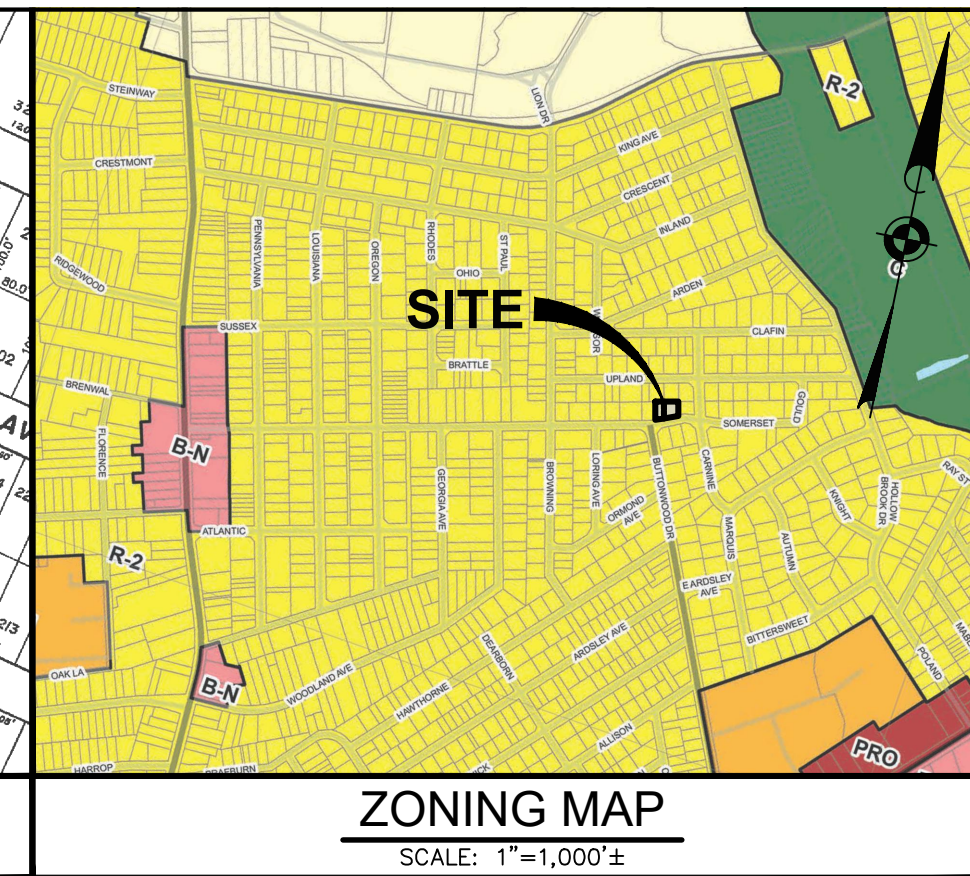 STEINWAY
CRESTMONT
RIDGEWOOD
LION DR
KING AVE
CRESCENT
INLAND
ARDEN
R-2
C
PENNSYLVANIA
LOUISIANA
OREGON
RHODES
ST PAUL
OHIO
SITE
SUSSEX
CLAFIN
BRATTLE
UPLAND
BRENWAL
FLORENCE
B-N
GOULD
SOMERSET
GEORGIA AVE
BROWNING
LORING AVE
ORMOND
AVE
BUTTONWOOD DR
CARNINE
KNIGHT
HOLLOW
BROOK DR
RAY ST
ATLANTIC
R-2
MARQUIS
AUTUMN
EARDSLEY
AVE
BITTERSWEET
OAK LA
B-N
WOODLAND AVE
HAWTHORNE
DEARBORN
ARDSLEY AVE
ALLISON
POLAND
PRO
HARROP
ZONING MAP
SCALE: 1"=1,000'±